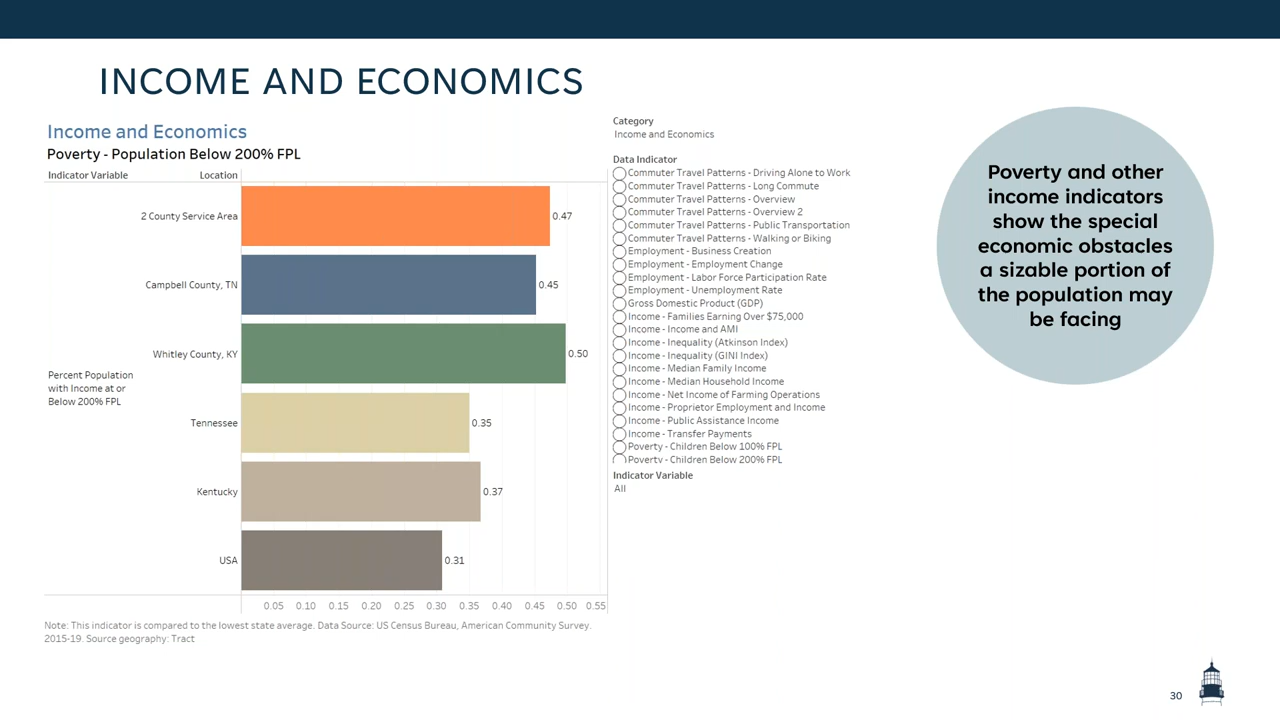 INCOME AND ECONOMICS
Income and Economics
Poverty - Population Below 200% FPL
Indicator Variable
Location
2 County Service Area
0.47
Campbell County, TN
0.45
Whitley County, KY
0.50
Percent Population
with Income at or
Below 200% FPL
Tennessee
0.35
Kentucky
0.37
USA
0.31
0.05 0.10 0.15 0.20 0.25 0.30 0.35 0.40 0.45 0.50 0.55
Note: This indicator is compared to the lowest state average. Data Source: US Census Bureau, American Community Survey.
2015-19. Source geography: Tract
Category
Income and Economics
Data Indicator
Commuter Travel Patterns - Driving Alone to Work
Commuter Travel Patterns - Long Commute
Commuter Travel Patterns - Overview
Commuter Travel Patterns - Overview 2
Commuter Travel Patterns - Public Transportation
Commuter Travel Patterns - Walking or Biking
Employment - Business Creation
Employment - Employment Change
Employment - Labor Force Participation Rate
Employment - Unemployment Rate
Gross Domestic Product (GDP)
Income - Families Earning Over $75,000
Income - Income and AMI
Income - Inequality (Atkinson Index)
Income - Inequality (GINI Index)
Income - Median Family Income
Income - Median Household Income
Income - Net Income of Farming Operations
Income - Proprietor Employment and Income
Income - Public Assistance Income
Income - Transfer Payments
Poverty - Children Below 100% FPL
Poverty - Children Below 200% FPL
Indicator Variable
All
Poverty and other
income indicators
show the special
economic obstacles
a sizable portion of
the population may
be facing
30